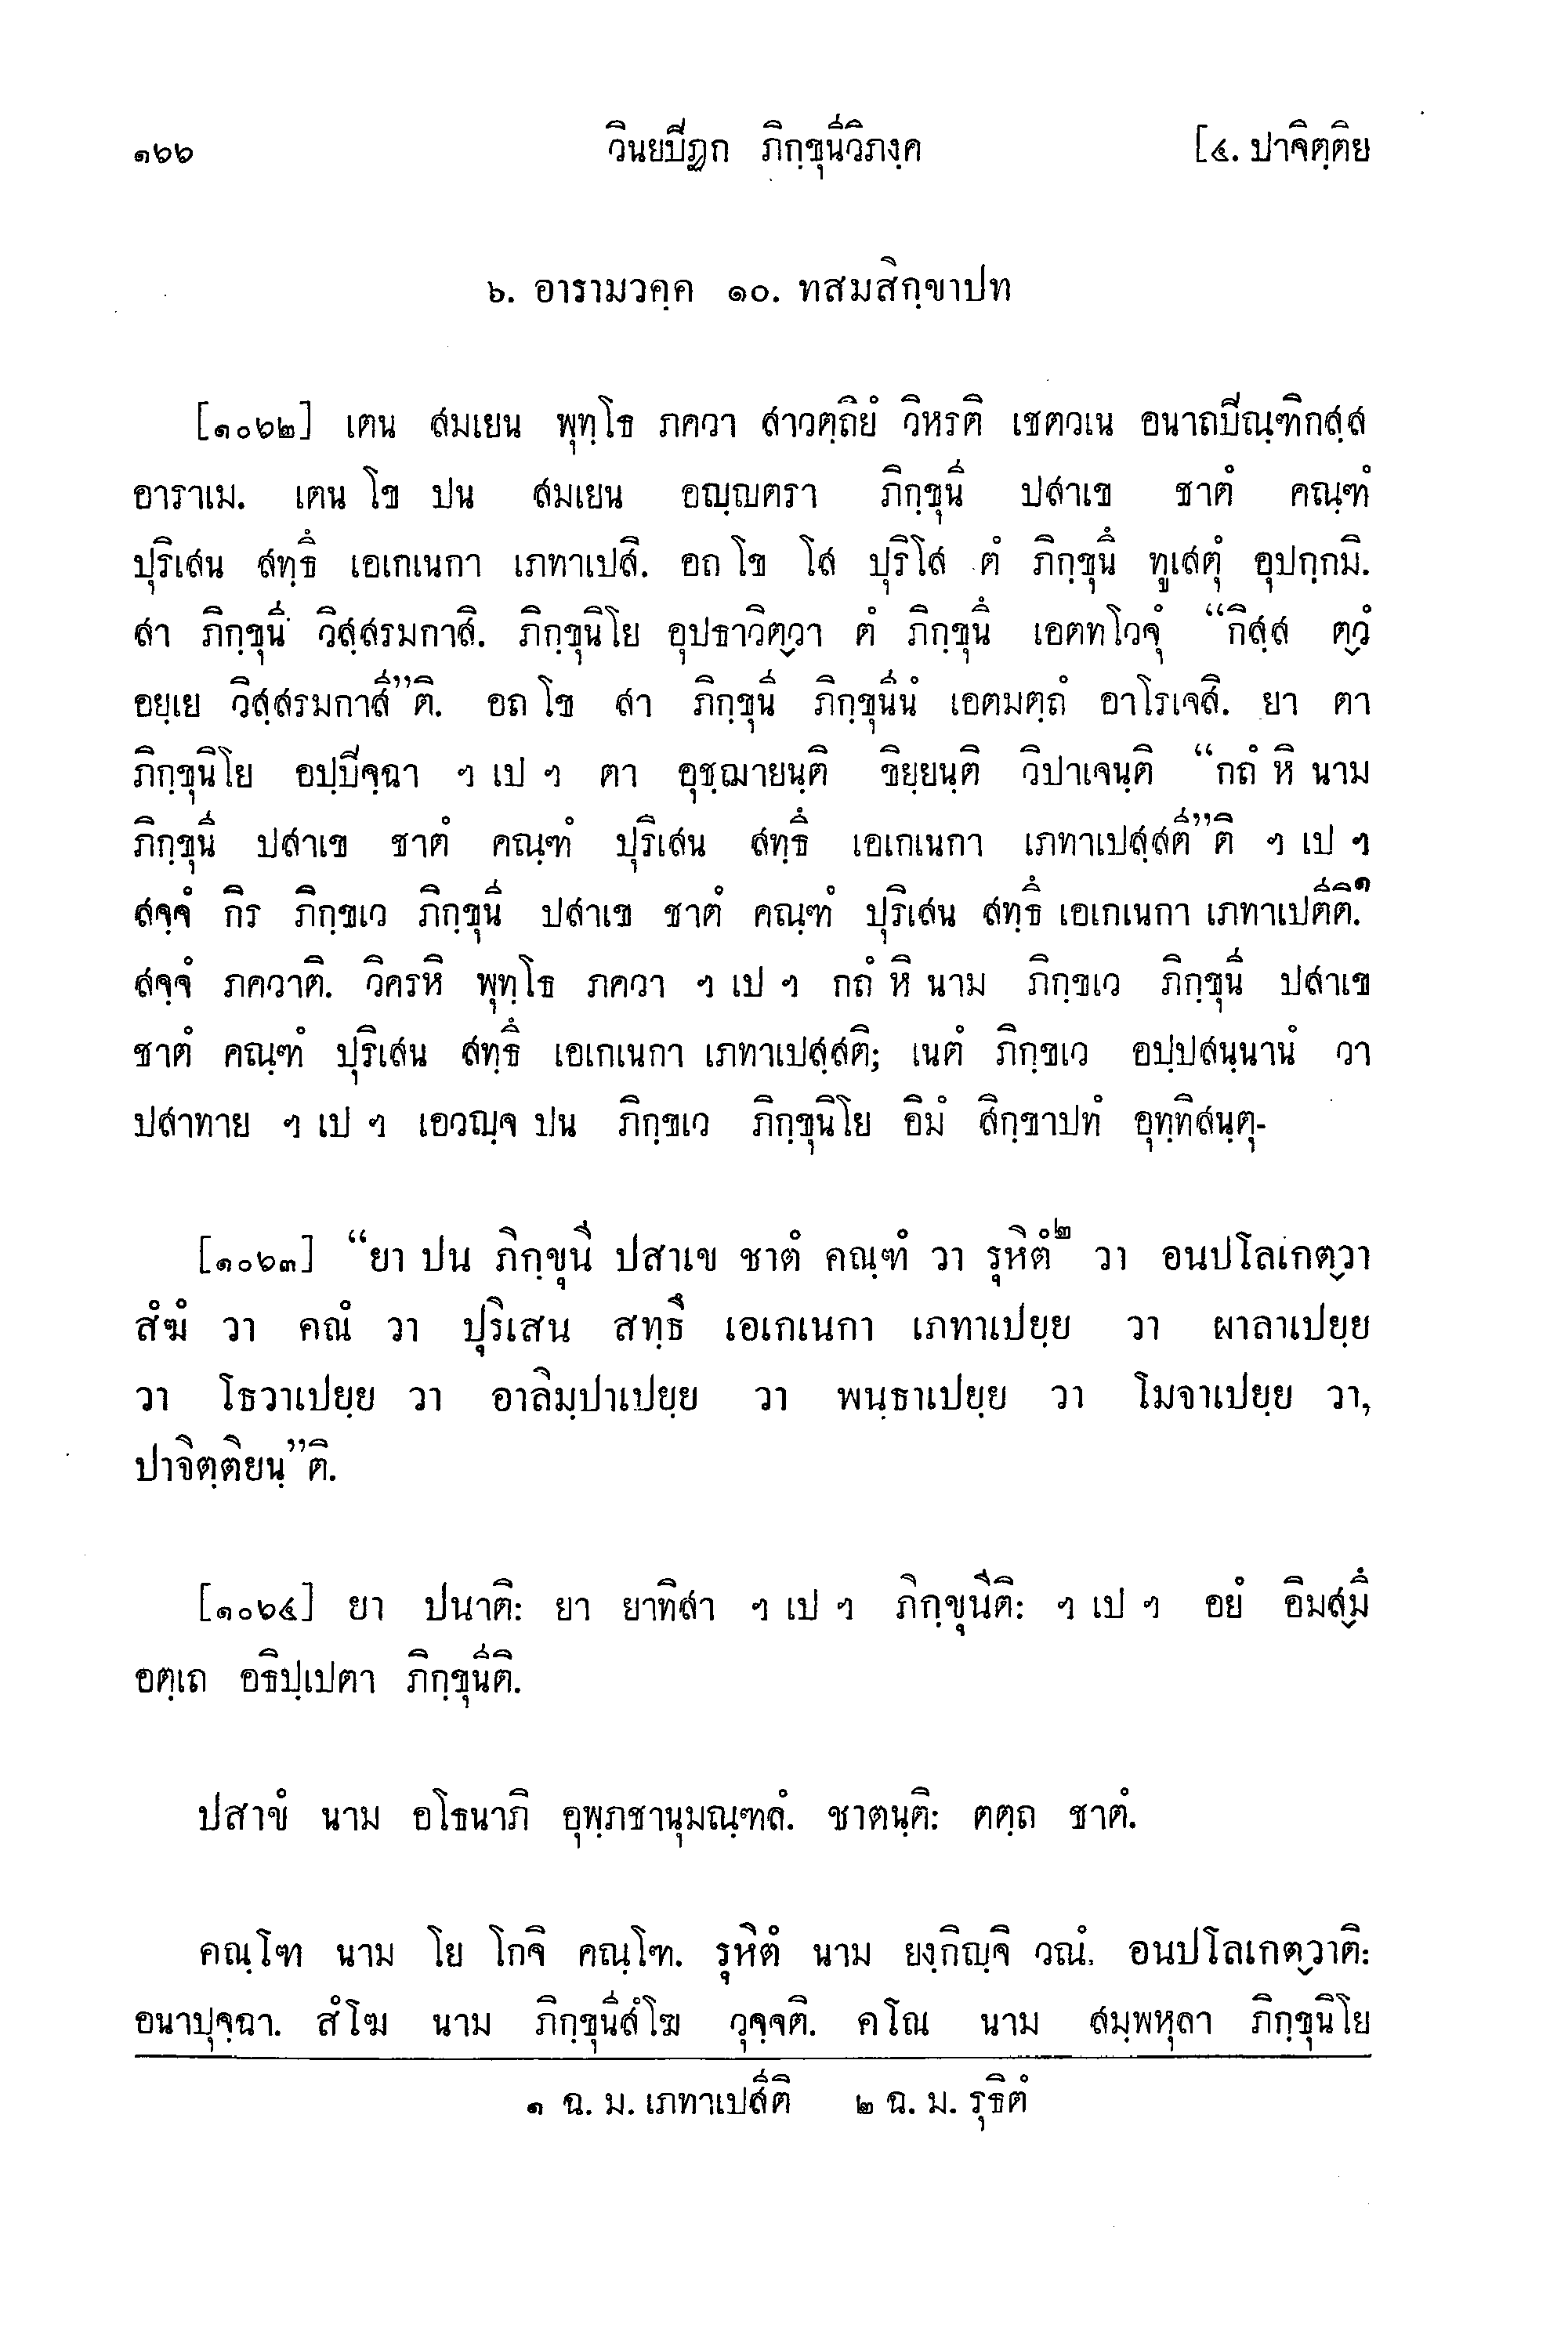 ๑๖๖ วินยปิฏก ภิกฺขุนีวิภงฺค [๔. ปาจิตฺติย
๖. อารามวคฺค ๑๐. ทสมสิกฺขาปท
[๑๐๖๒] เตน สมเยน พุทฺโธ ภควา สาวตฺถิยํ วิหรติ เชตวเน อนาถปิณฺฑิกสฺส
อาราเม. เตน โข ปน สมเยน อญฺญตรา ภิกฺขุนี ปสาเข ชาตํ คณฺฑํ
ปุริเสน สทฺธึ เอเกเนกา เภทาเปสิ. อถ โข โส ปุริโส ตํ ภิกฺขุนึ ทูเสตุํ อุปกฺกมิ.
สา ภิกฺขุนี วิสฺสรมกาสิ. ภิกฺขุนิโย อุปธาวิตฺวา ตํ ภิกฺขุนึ เอตทโวจุํ “กิสฺส ตฺวํ
อยฺเย วิสฺสรมกาสี”ติ. อถ โข สา ภิกฺขุนี ภิกฺขุนีนํ เอตมตฺถํ อาโรเจสิ. ยา ตา
ภิกฺขุนิโย อปฺปิจฺฉา ฯ เป ฯ ตา อุชฺฌายนฺติ ขิยฺยนฺติ วิปาเจนฺติ “กถํ หิ นาม
ภิกฺขุนี ปสาเข ชาตํ คณฺฑํ ปุริเสน สทฺธึ เอเกเนกา เภทาเปสฺสตี”ติ ฯ เป ฯ
สจฺจํ กิร ภิกฺขเว ภิกฺขุนี ปสาเข ชาตํ คณฺฑํ ปุริเสน สทฺธึ เอเกเนกา เภทาเปตีติ.๑
สจฺจํ ภควาติ. วิครหิ พุทฺโธ ภควา ฯ เป ฯ กถํ หิ นาม ภิกฺขเว ภิกฺขุนี ปสาเข
ชาตํ คณฺฑํ ปุริเสน สทฺธึ เอเกเนกา เภทาเปสฺสติ; เนตํ ภิกฺขเว อปฺปสนฺนานํ วา
ปสาทาย ฯ เป ฯ เอวญฺจ ปน ภิกฺขเว ภิกฺขุนิโย อิมํ สิกฺขาปทํ อุทฺทิสนฺตุ-
[๑๐๖๓] “ยา ปน ภิกฺขุนี ปสาเข ชาตํ คณฺฑํ วา รุหิตํ๒ วา อนปโลเกตฺวา
สํฆํ วา คณํ วา ปุริเสน สทฺธึ เอเกเนกา เภทาเปยฺย วา ผาลาเปยฺย
วา โธวาเปยฺย วา อาลิมฺปาเปยฺย วา พนฺธาเปยฺย วา โมจาเปยฺย วา,
ปาจิตฺติยนฺ”ติ.
[๑๐๖๔] ยา ปนาติ: ยา ยาทิสา ฯ เป ฯ ภิกฺขุนีติ: ฯ เป ฯ อยํ อิมสฺมึ
อตฺเถ อธิปฺเปตา ภิกฺขุนีติ.
ปสาขํ นาม อโธนาภิ อุพฺภชานุมณฺฑลํ. ชาตนฺติ: ตตฺถ ชาตํ.
คณฺโฑ นาม โย โกจิ คณฺโฑ. รุหิตํ นาม ยงฺกิญฺจิ วณํ. อนปโลเกตฺวาติ:
อนาปุจฺฉา. สํโฆ นาม ภิกฺขุนีสํโฆ วุจฺจติ. คโณ นาม สมฺพหุลา ภิกฺขุนิโย
๑ ฉ. ม. เภทาเปสีติ ๒ ฉ. ม. รุธิตํ